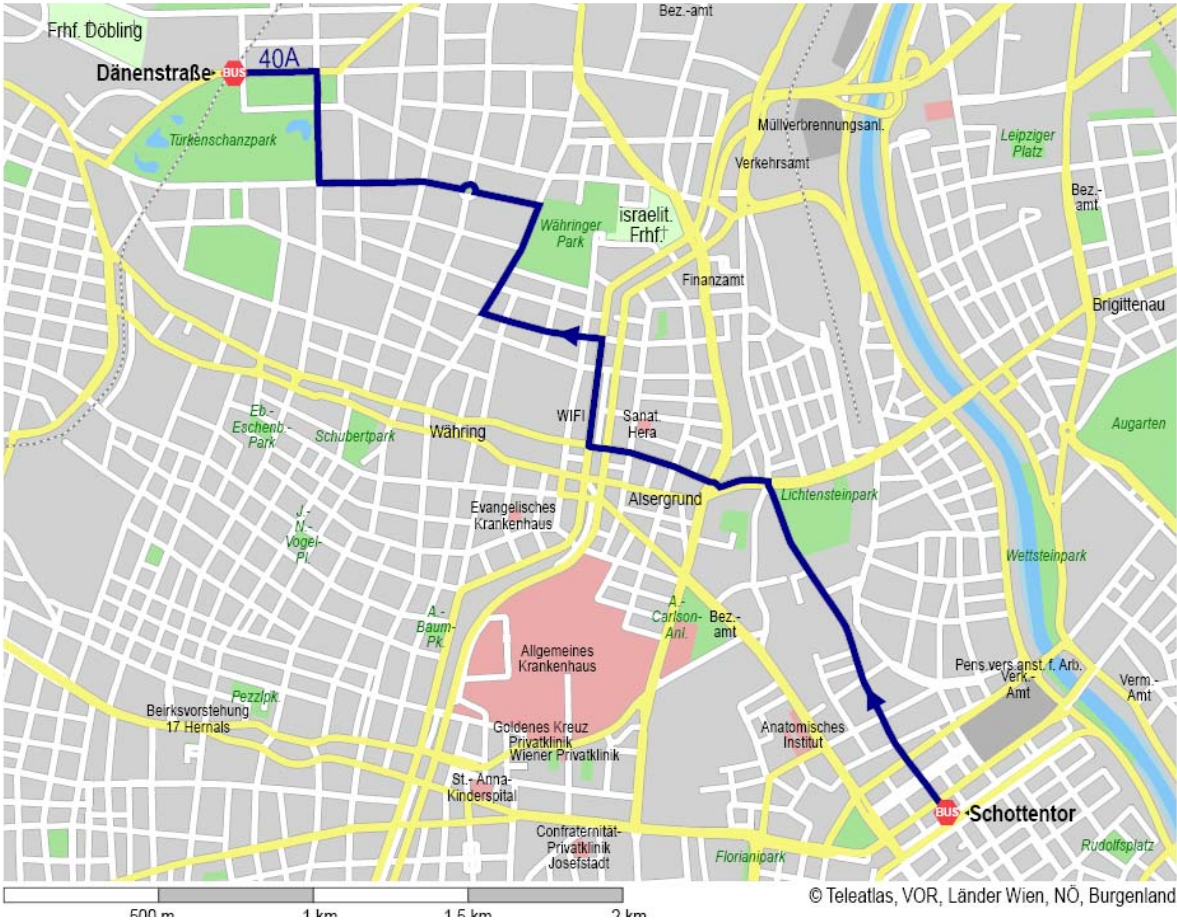 Bez.-amt
Frhf. Döbling
Dänenstraße
BUS
40A
Türkenschanzpark
Müllverbrennungsanl.
Verkehrsamt
Leipziger
Platz
Bez.-
amt
israelit.
Frhf.
Währinger
Park
Finanzamt
Brigittenau
Eb.-
Eschenb.-
Park
Schubertpark
Währing
WIFI
Sanat.
Hera
Augarten
Evangelisches
Krankenhaus
Alsergrund
Lichtensteinpark
J.-
N.-
Vogel-
Pl.
Wettsteinpark
A.-
Baum-
Pk.
A.-
Carlson-
Anl.
Bez.-
amt
Allgemeines
Krankenhaus
Pens.vers.anst. f. Arb.
Verk.-
Amt
Verm.-
Amt
Pezzlpk.
Beirksvorstehung
17 Hernals
Goldenes Kreuz
Privatklinik
Wiener Privatklinik
Anatomisches
Institut
St.- Anna-
Kinderspital
BUS
Schottentor
Confraternität-
Privatklinik
Josefstadt
Florianipark
Rudolfsplatz
500 m
1 km
1.5 km
2 km
© Teleatlas, VOR, Länder Wien, NÖ, Burgenland